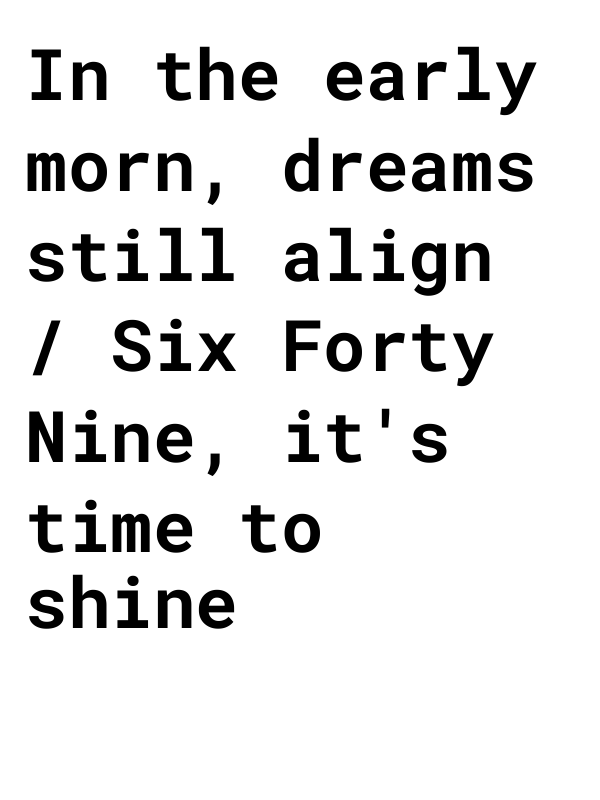 In the early
morn, dreams
still align
/ Six Forty
Nine, it's
time to
shine